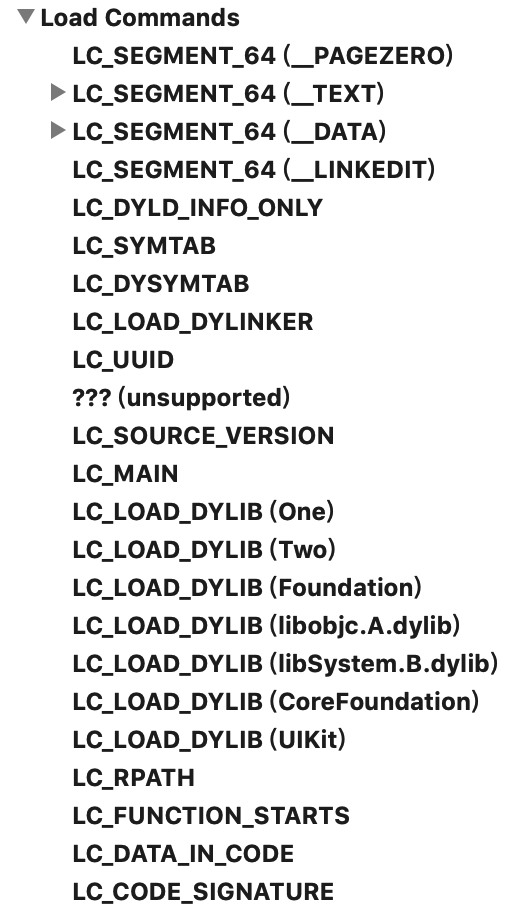 Load Commands
LC_SEGMENT_64 (__PAGEZERO)
LC_SEGMENT_64 (__TEXT)
LC_SEGMENT_64 (__DATA)
LC_SEGMENT_64 (__LINKEDIT)
LC_DYLD_INFO_ONLY
LC_SYMTAB
LC_DYSYMTAB
LC_LOAD_DYLINKER
LC_UUID
??? (unsupported)
LC_SOURCE_VERSION
LC_MAIN
LC_LOAD_DYLIB (One)
LC_LOAD_DYLIB (Two)
LC_LOAD_DYLIB (Foundation)
LC_LOAD_DYLIB (libobjc.A.dylib)
LC_LOAD_DYLIB (libSystem.B.dylib)
LC_LOAD_DYLIB (CoreFoundation)
LC_LOAD_DYLIB (UIKit)
LC_RPATH
LC_FUNCTION_STARTS
LC_DATA_IN_CODE
LC_CODE_SIGNATURE